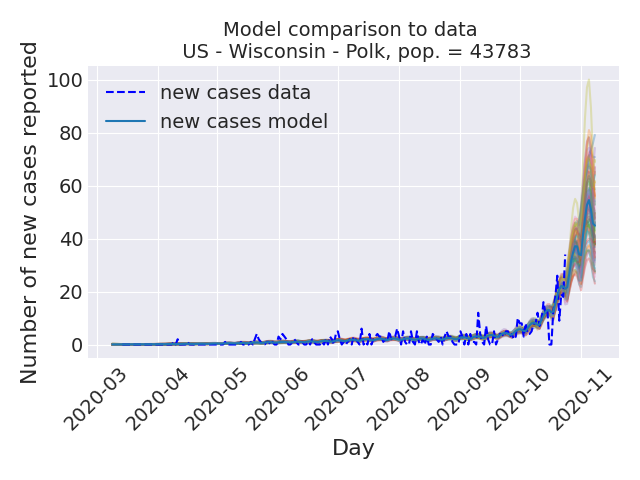 Model comparison to data
US - Wisconsin - Polk, pop. = 43783
Number of new cases reported
100
80
60
40
20
0
new cases data
new cases model
2020-03
2020-04
2020-05
2020-06
2020-07
2020-08
2020-09
2020-10
2020-11
Day